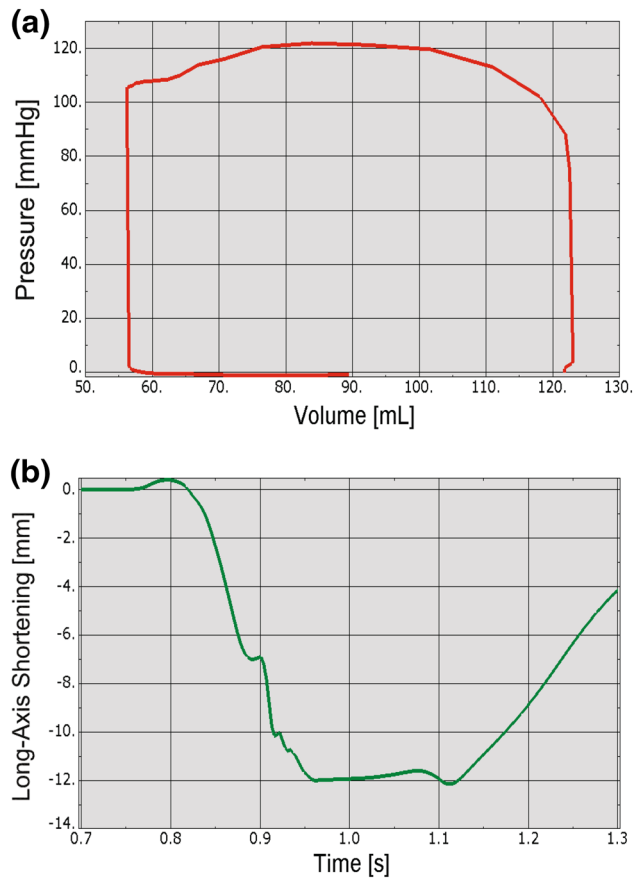 (a)
120.
100.
80.
60.
40.
20.
0.
Pressure [mmHg]
50. 60. 70. 80. 90. 100. 110. 120. 130.
Volume [mL]
(b)
0.
-2.
-4.
-6.
-8.
-10.
-12.
-14.
Long-Axis Shortening [mm]
0.7 0.8 0.9 1.0 1.1 1.2 1.3
Time [s]